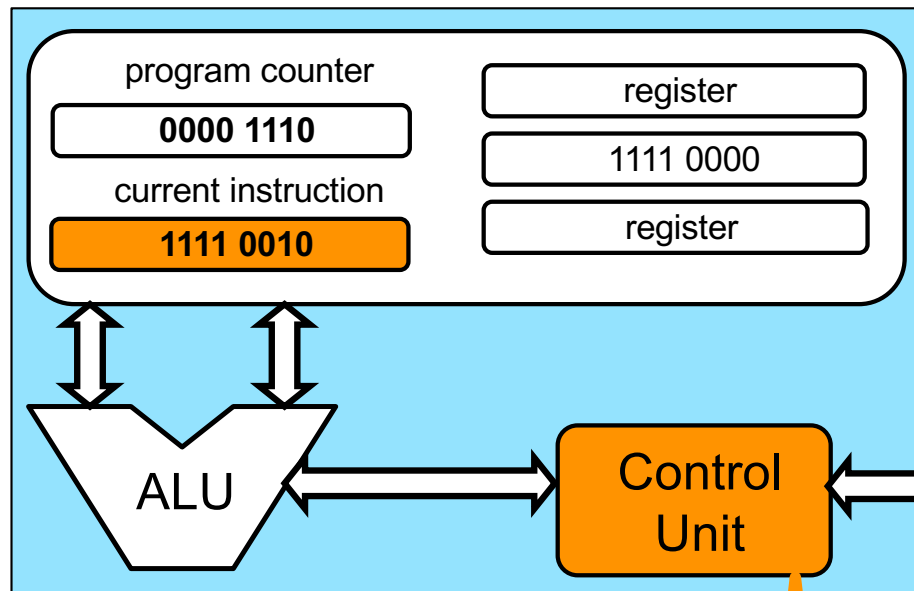 program counter
0000 1110
current instruction
1111 0010
register
1111 0000
register
ALU
Control
Unit